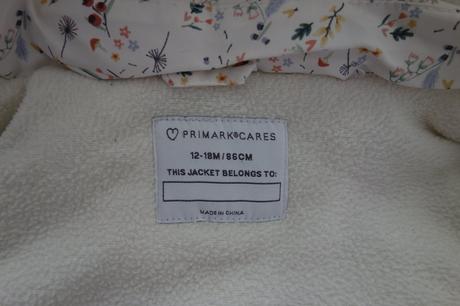 PRIMARK®CARES
12-18M/86CM
THIS JACKET BELONGS TO:
MADE IN CHINA